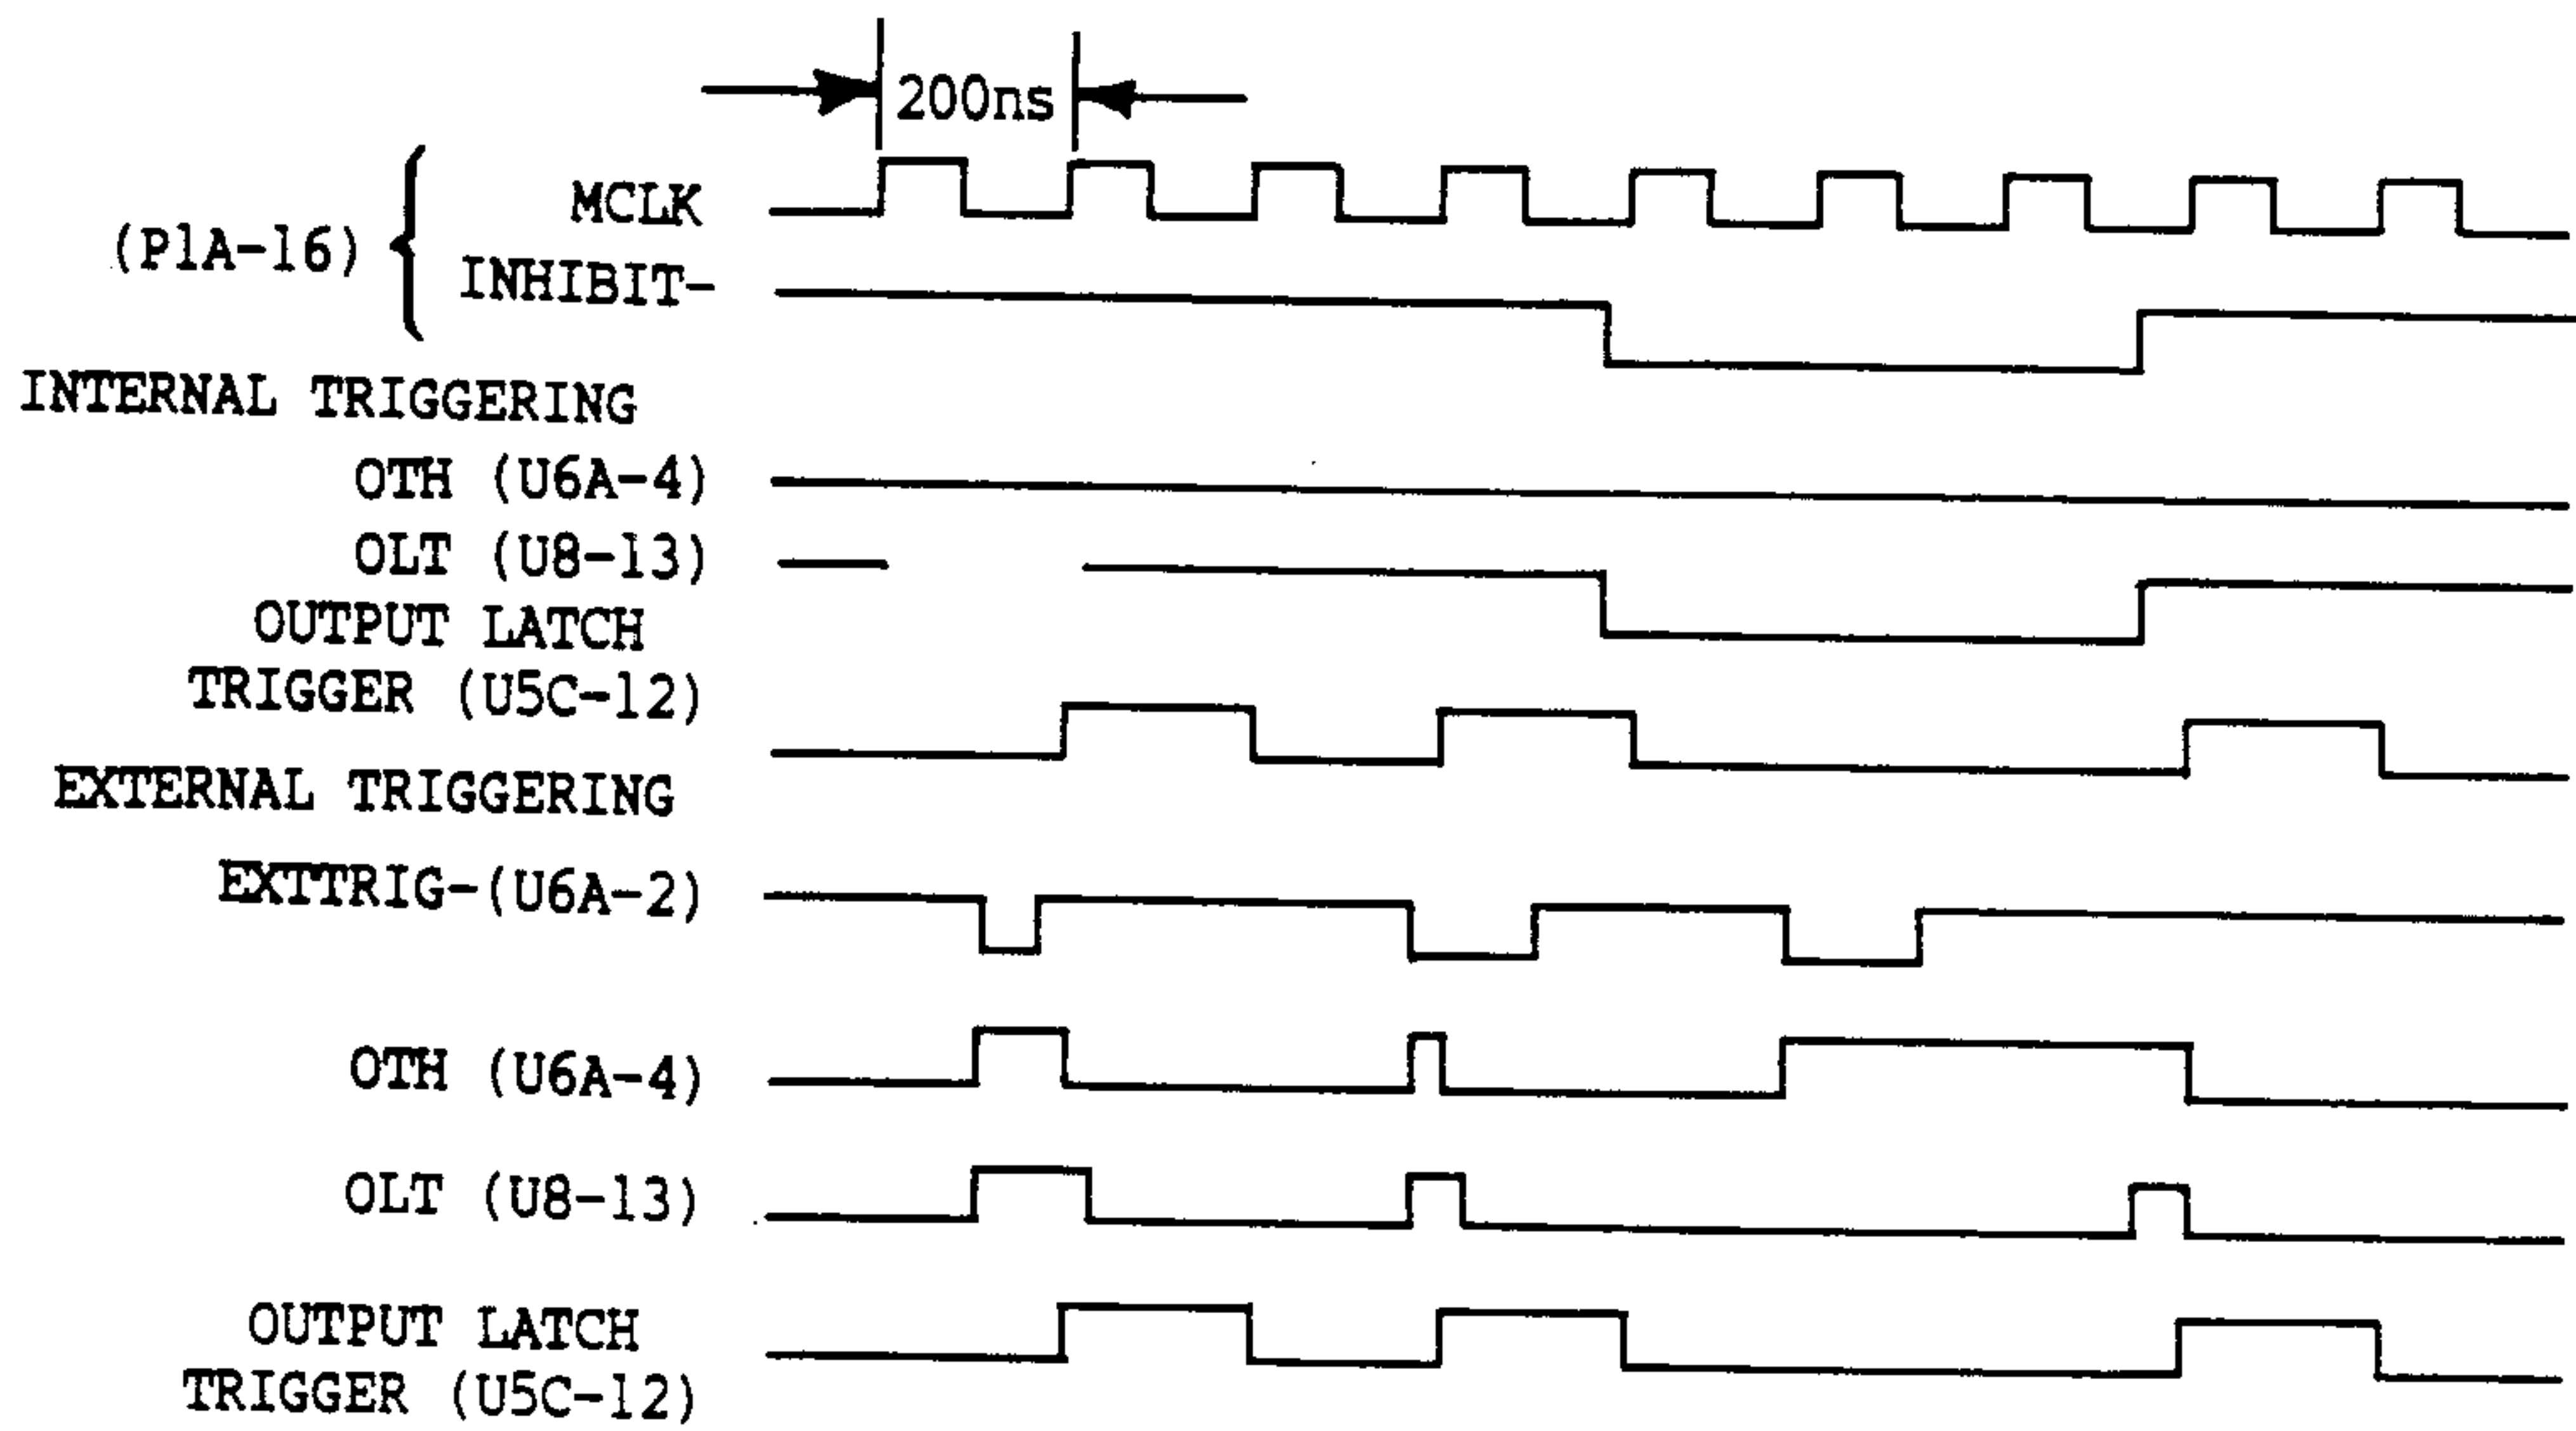 200ns
MCLK
(P1A-16)
INHIBIT-
INTERNAL TRIGGERING
OTH (U6A-4)
OLT (U8-13)
OUTPUT LATCH
TRIGGER (U5C-12)
EXTERNAL TRIGGERING
EXTTRIG-(U6A-2)
OTH (U6A-4)
OLT (U8-13)
OUTPUT LATCH
TRIGGER (U5C-12)